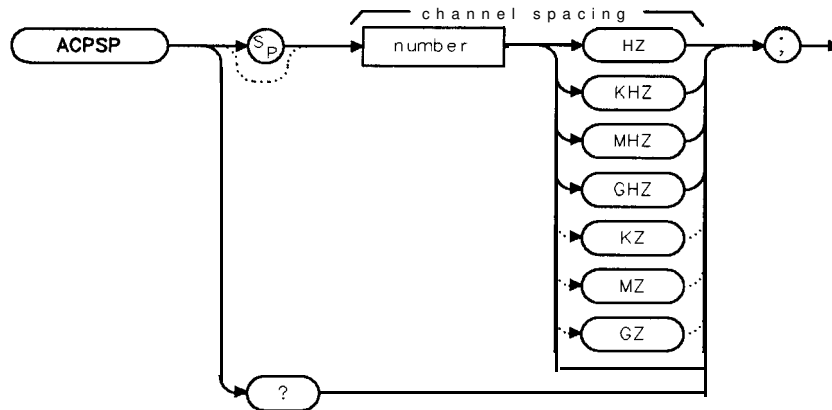 channel spacing
ACPSP
SP
number
HZ
;
KHZ
MHZ
GHZ
KZ
MZ
GZ
?